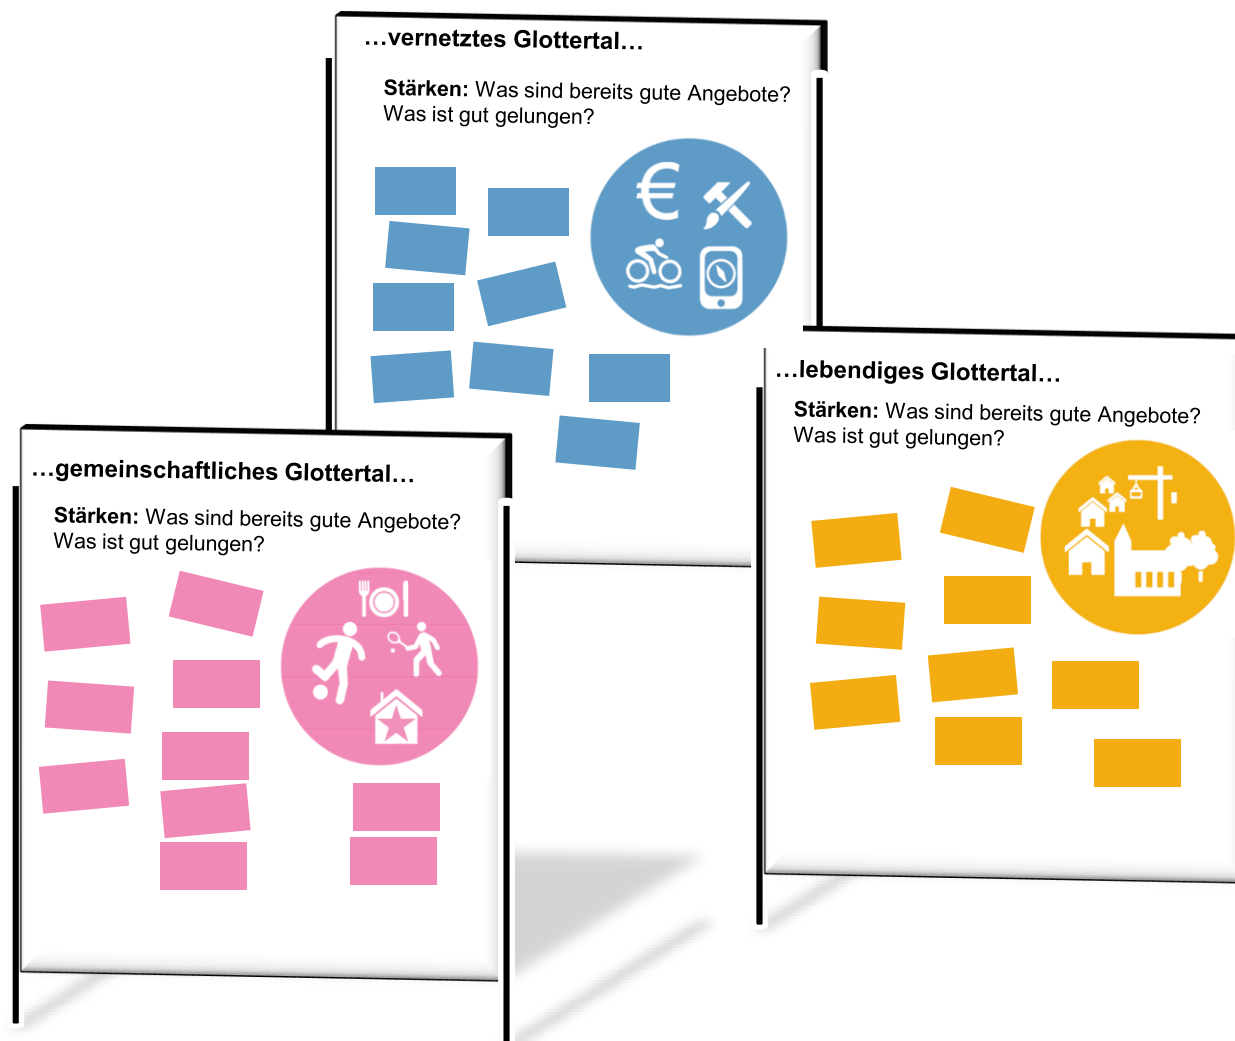 ...vernetztes Glottertal...
Stärken: Was sind bereits gute Angebote?
Was ist gut gelungen?
...lebendiges Glottertal...
Stärken: Was sind bereits gute Angebote?
Was ist gut gelungen?
...gemeinschaftliches Glottertal...
Stärken: Was sind bereits gute Angebote?
Was ist gut gelungen?